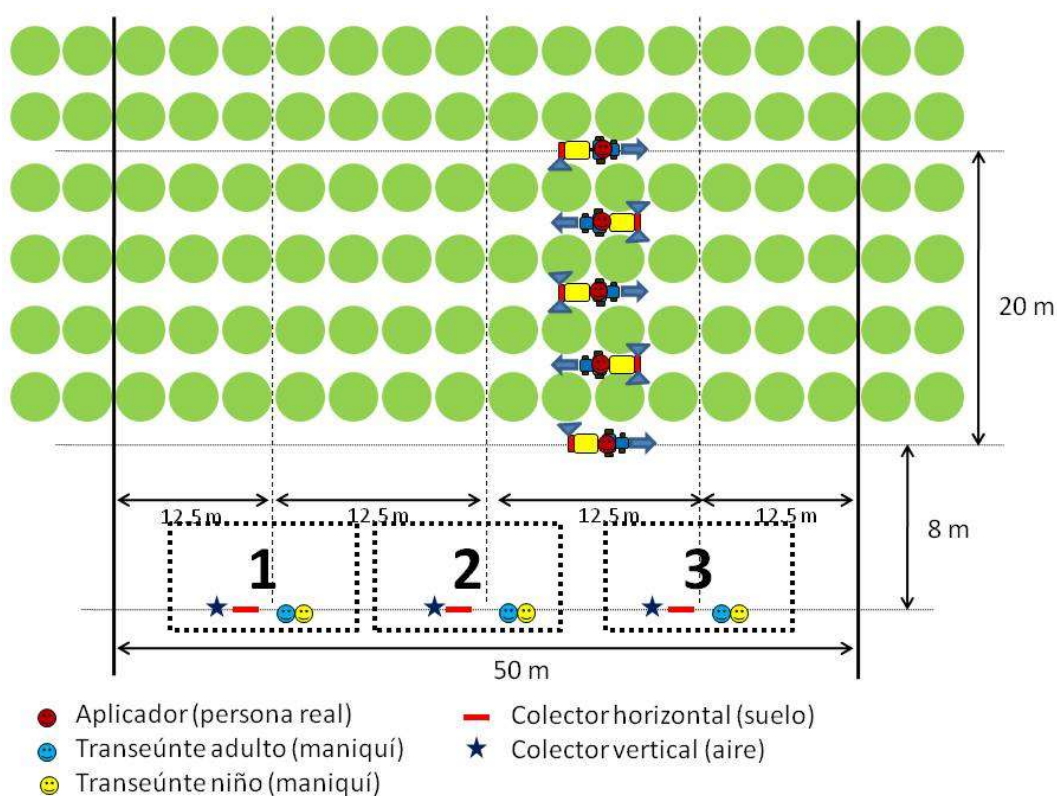 20 m
12.5 m
12.5 m
12.5 m
12.5 m
8 m
1
2
3
50 m
Aplicador (persona real)
Colector horizontal (suelo)
Transeúnte adulto (maniquí)
Colector vertical (aire)
Transeúnte niño (maniquí)